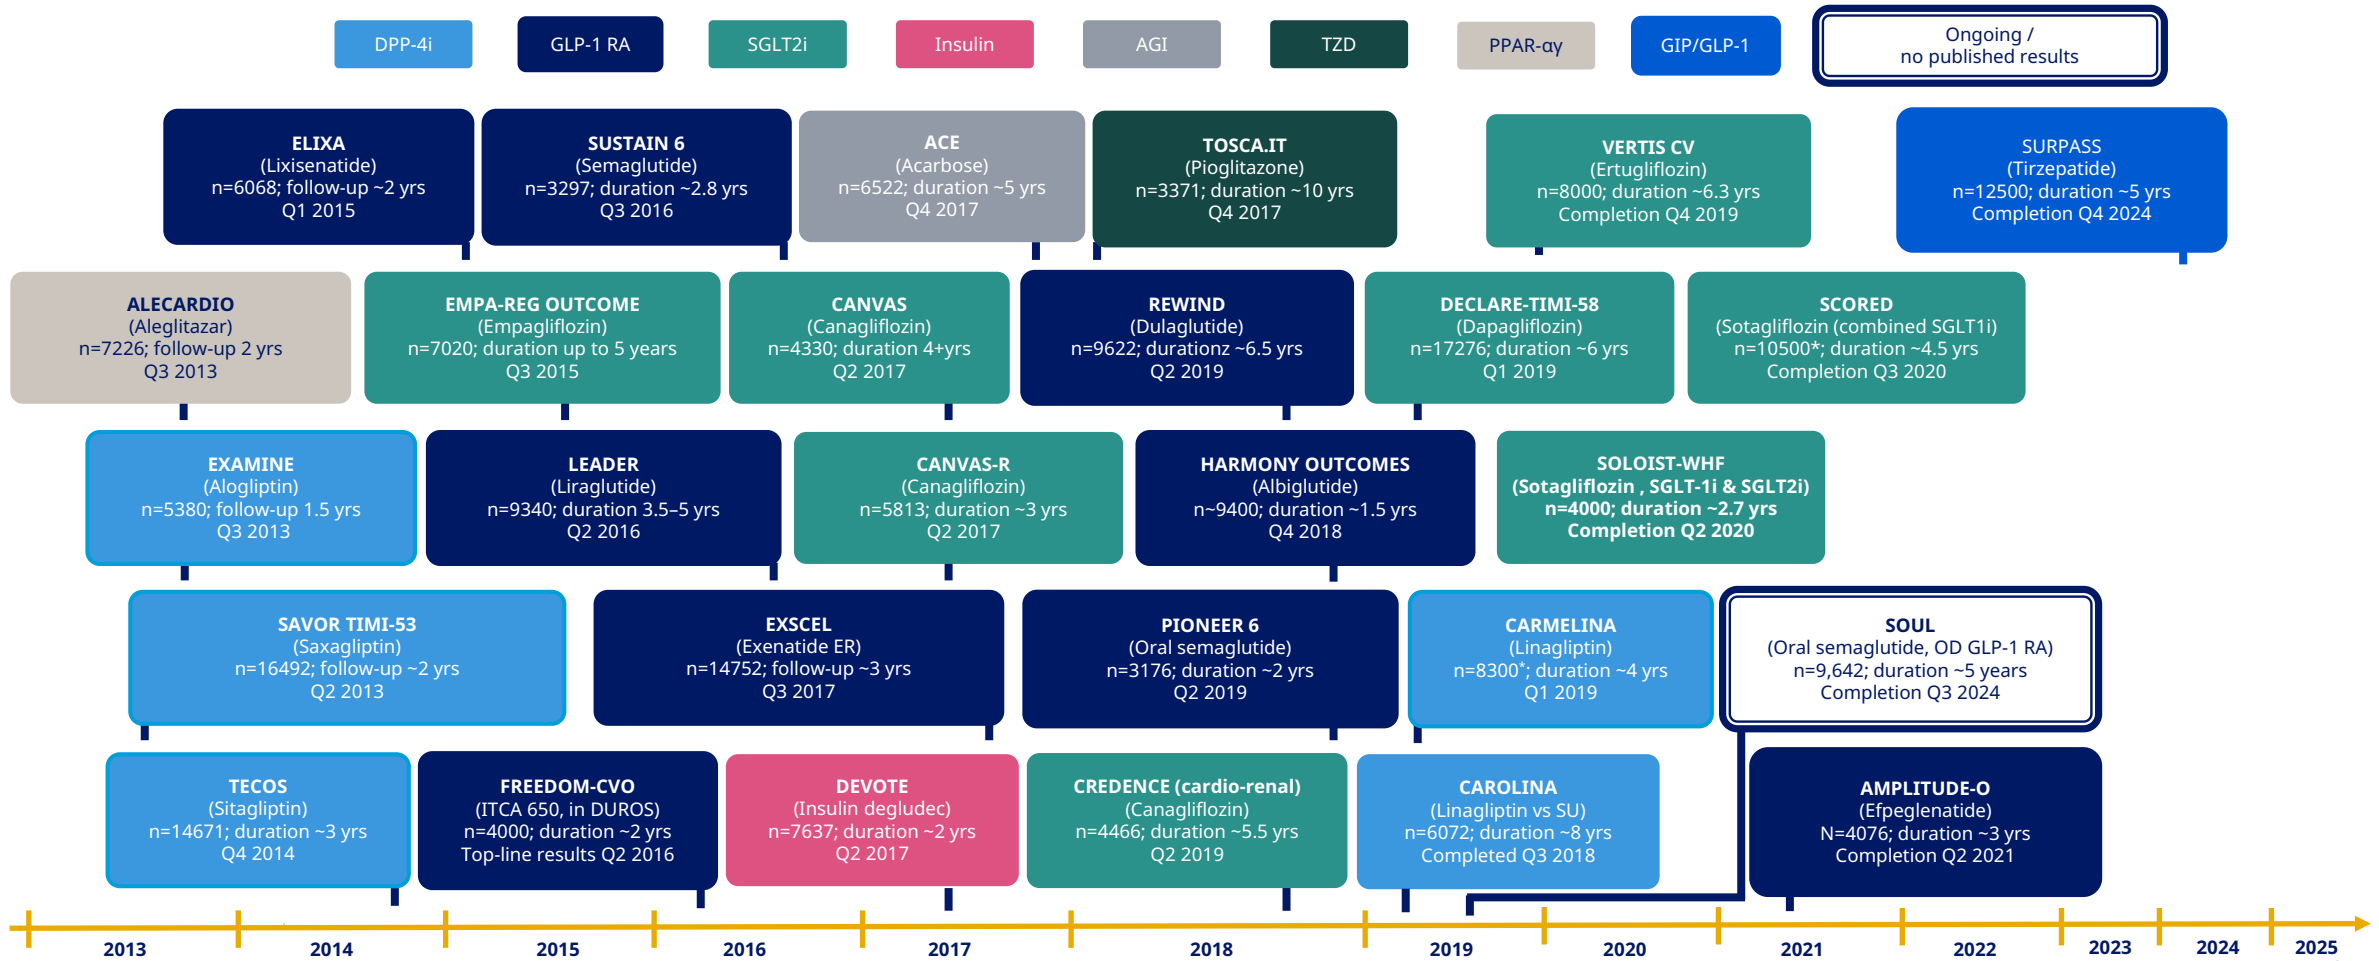 DPP-4i
GLP-1 RA
SGLT2i
Insulin
AGI
TZD
PPAR-αγ
GIP/GLP-1
Ongoing /
no published results
ELIXA
(Lixisenatide)
n=6068; follow-up ~2 yrs
Q1 2015
SUSTAIN 6
(Semaglutide)
n=3297; duration ~2.8 yrs
Q3 2016
ACE
(Acarbose)
n=6522; duration ~5 yrs
Q4 2017
TOSCA.IT
(Pioglitazone)
n=3371; duration ~10 yrs
Q4 2017
VERTIS CV
(Ertugliflozin)
n=8000; duration ~6.3 yrs
Completion Q4 2019
SURPASS
(Tirzepatide)
n=12500; duration ~5 yrs
Completion Q4 2024
ALECARDIO
(Aleglitazar)
n=7226; follow-up 2 yrs
Q3 2013
EMPA-REG OUTCOME
(Empagliflozin)
n=7020; duration up to 5 years
Q3 2015
CANVAS
(Canagliflozin)
n=4330; duration 4+yrs
Q2 2017
REWIND
(Dulaglutide)
n=9622; durationz ~6.5 yrs
Q2 2019
DECLARE-TIMI-58
(Dapagliflozin)
n=17276; duration ~6 yrs
Q1 2019
SCORED
(Sotagliflozin (combined SGLT1i)
n=10500*; duration ~4.5 yrs
Completion Q3 2020
EXAMINE
(Alogliptin)
n=5380; follow-up 1.5 yrs
Q3 2013
LEADER
(Liraglutide)
n=9340; duration 3.5–5 yrs
Q2 2016
CANVAS-R
(Canagliflozin)
n=5813; duration ~3 yrs
Q2 2017
HARMONY OUTCOMES
(Albiglutide)
n~9400; duration ~1.5 yrs
Q4 2018
SOLOIST-WHF
(Sotagliflozin , SGLT-1i & SGLT2i)
n=4000; duration ~2.7 yrs
Completion Q2 2020
SAVOR TIMI-53
(Saxagliptin)
n=16492; follow-up ~2 yrs
Q2 2013
EXSCEL
(Exenatide ER)
n=14752; follow-up ~3 yrs
Q3 2017
PIONEER 6
(Oral semaglutide)
n=3176; duration ~2 yrs
Q2 2019
CARMELINA
(Linagliptin)
n=8300*; duration ~4 yrs
Q1 2019
SOUL
(Oral semaglutide, OD GLP-1 RA)
n=9,642; duration ~5 years
Completion Q3 2024
TECOS
(Sitagliptin)
n=14671; duration ~3 yrs
Q4 2014
FREEDOM-CVO
(ITCA 650, in DUROS)
n=4000; duration ~2 yrs
Top-line results Q2 2016
DEVOTE
(Insulin degludec)
n=7637; duration ~2 yrs
Q2 2017
CREDENCE (cardio-renal)
(Canagliflozin)
n=4466; duration ~5.5 yrs
Q2 2019
CAROLINA
(Linagliptin vs SU)
n=6072; duration ~8 yrs
Completed Q3 2018
AMPLITUDE-O
(Efpeglenatide)
N=4076; duration ~3 yrs
Completion Q2 2021
2013
2014
2015
2016
2017
2018
2019
2020
2021
2022
2023
2024
2025